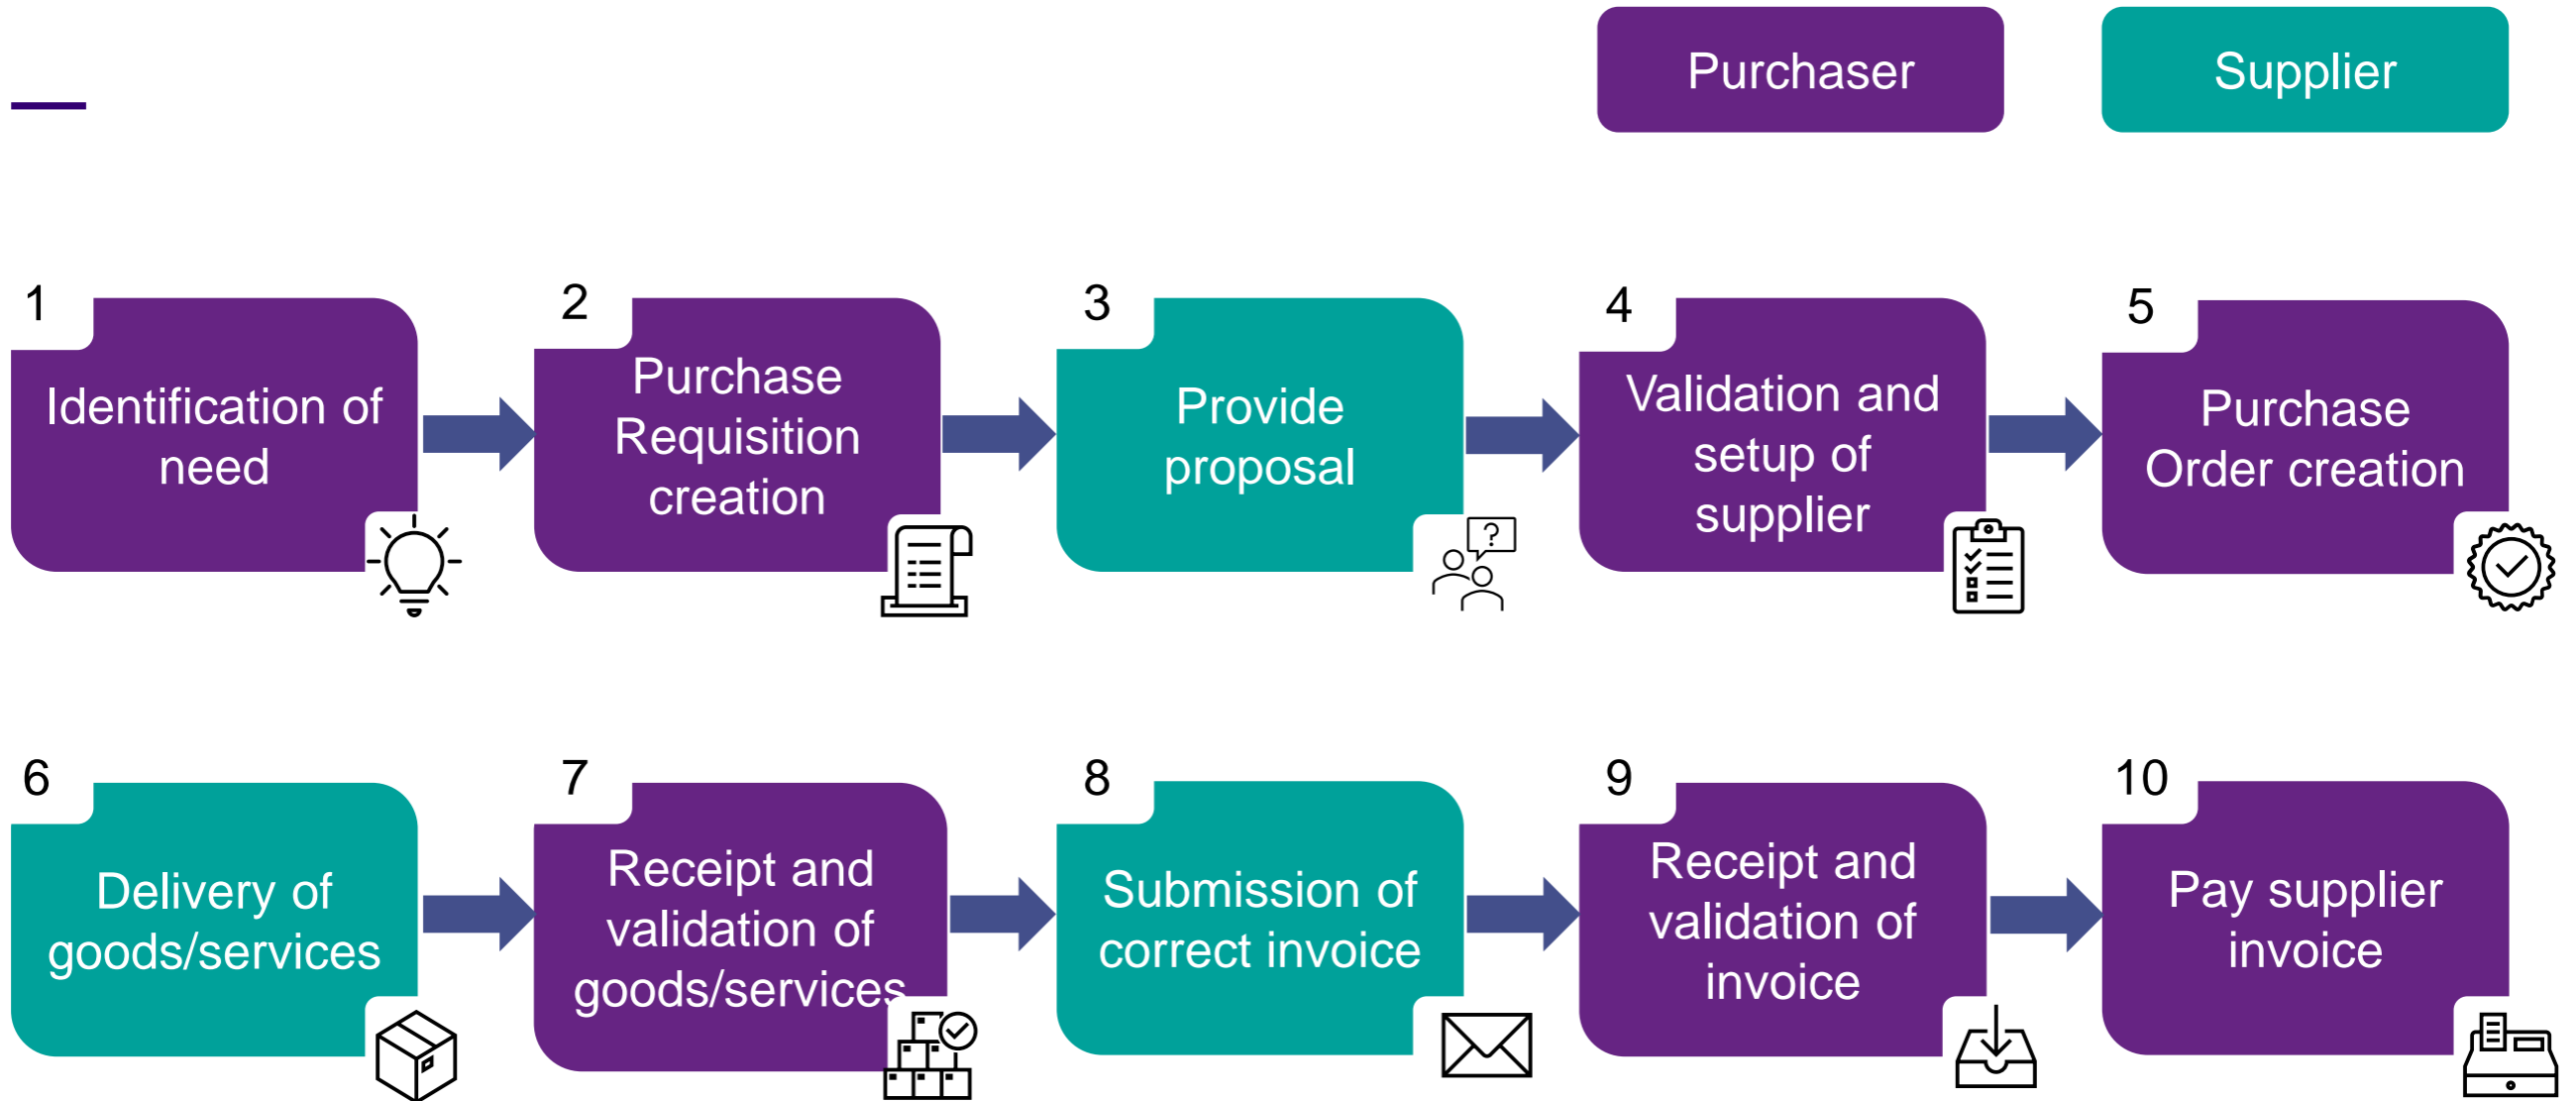 Purchaser
Supplier
1
Identification of
need
2
Purchase
Requisition
creation
3
Provide
proposal
?
4
Validation and
setup of
supplier
5
Purchase
Order creation
6
Delivery of
goods/services
7
Receipt and
validation of
goods/services
8
Submission of
correct invoice
9
Receipt and
validation of
invoice
10
Pay supplier
invoice